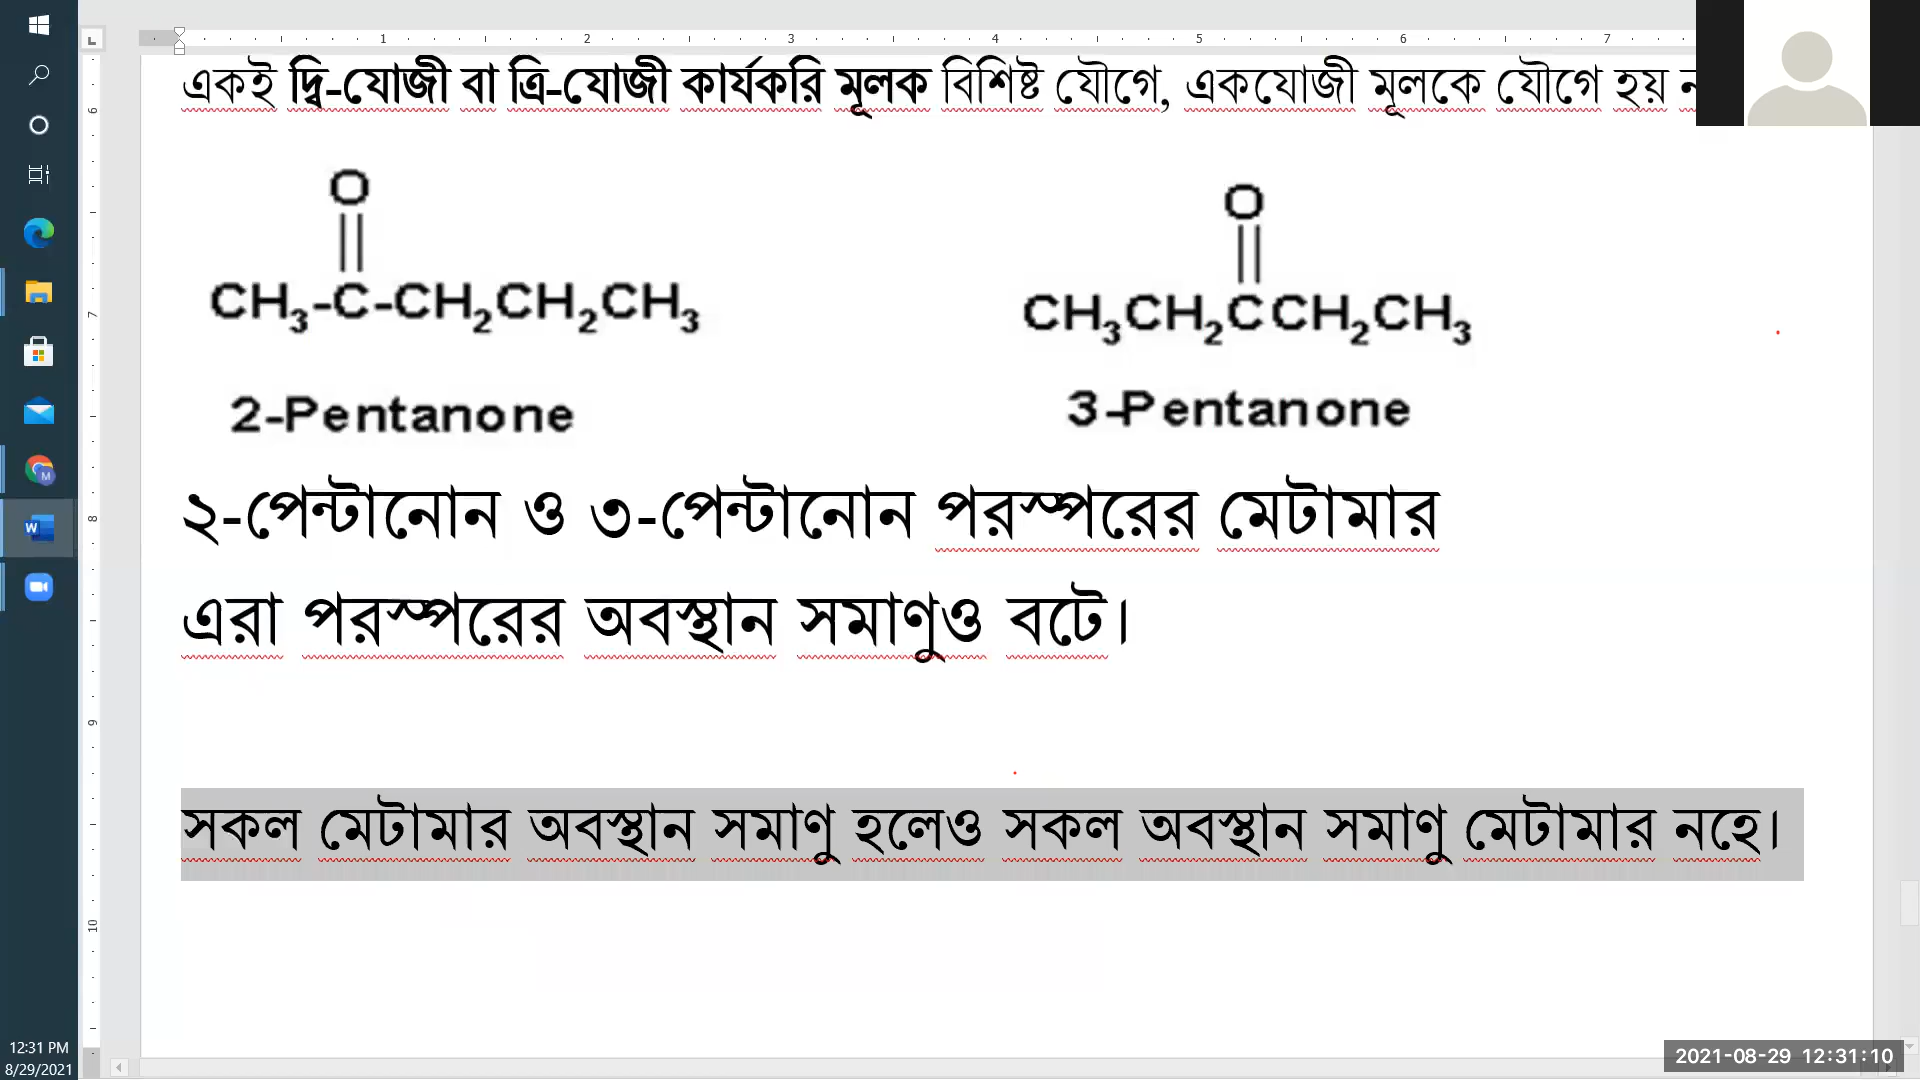 একই দ্বি-যোজী বা ত্রি-যোজী কার্যকরি মূলক বিশিষ্ট যৌগে, একযোজী মূলকে যৌগে হয়
O
CH3-C-CH2CH2CH3
2-Pentanone
O
CH3CH2CCH2CH3
3-Pentanone
২-পেন্টানোন ও ৩-পেন্টানোন পরস্পরের মেটামার
এরা পরস্পরের অবস্থান সমাণুও বটে।
সকল মেটামার অবস্থান সমাণু হলেও সকল অবস্থান সমাণু মেটামার নহে।
1 2 3 4 5 6 7
6
7
8
9
10
12:31 PM
8/29/2021
2021-08-29 12:31:10